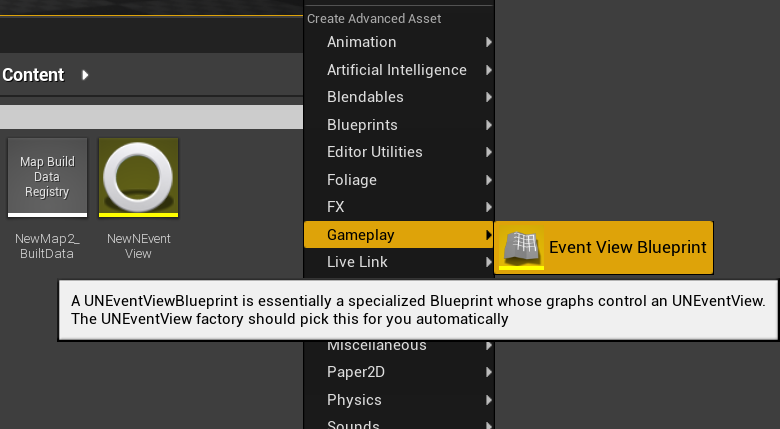 Create Advanced Asset
Animation
Content
Artificial Intelligence
Blendables
Blueprints
Editor Utilities
Map Build
Data
Registry
Foliage
FX
NewMap2_
BuiltData
NewNEvent
View
Gameplay
Event View Blueprint
Live Link
A UNEventViewBlueprint is essentially a specialized Blueprint whose graphs control an UNEventView.
The UNEventView factory should pick this for you automatically
Miscellaneous
Paper2D
Physics
Sounds